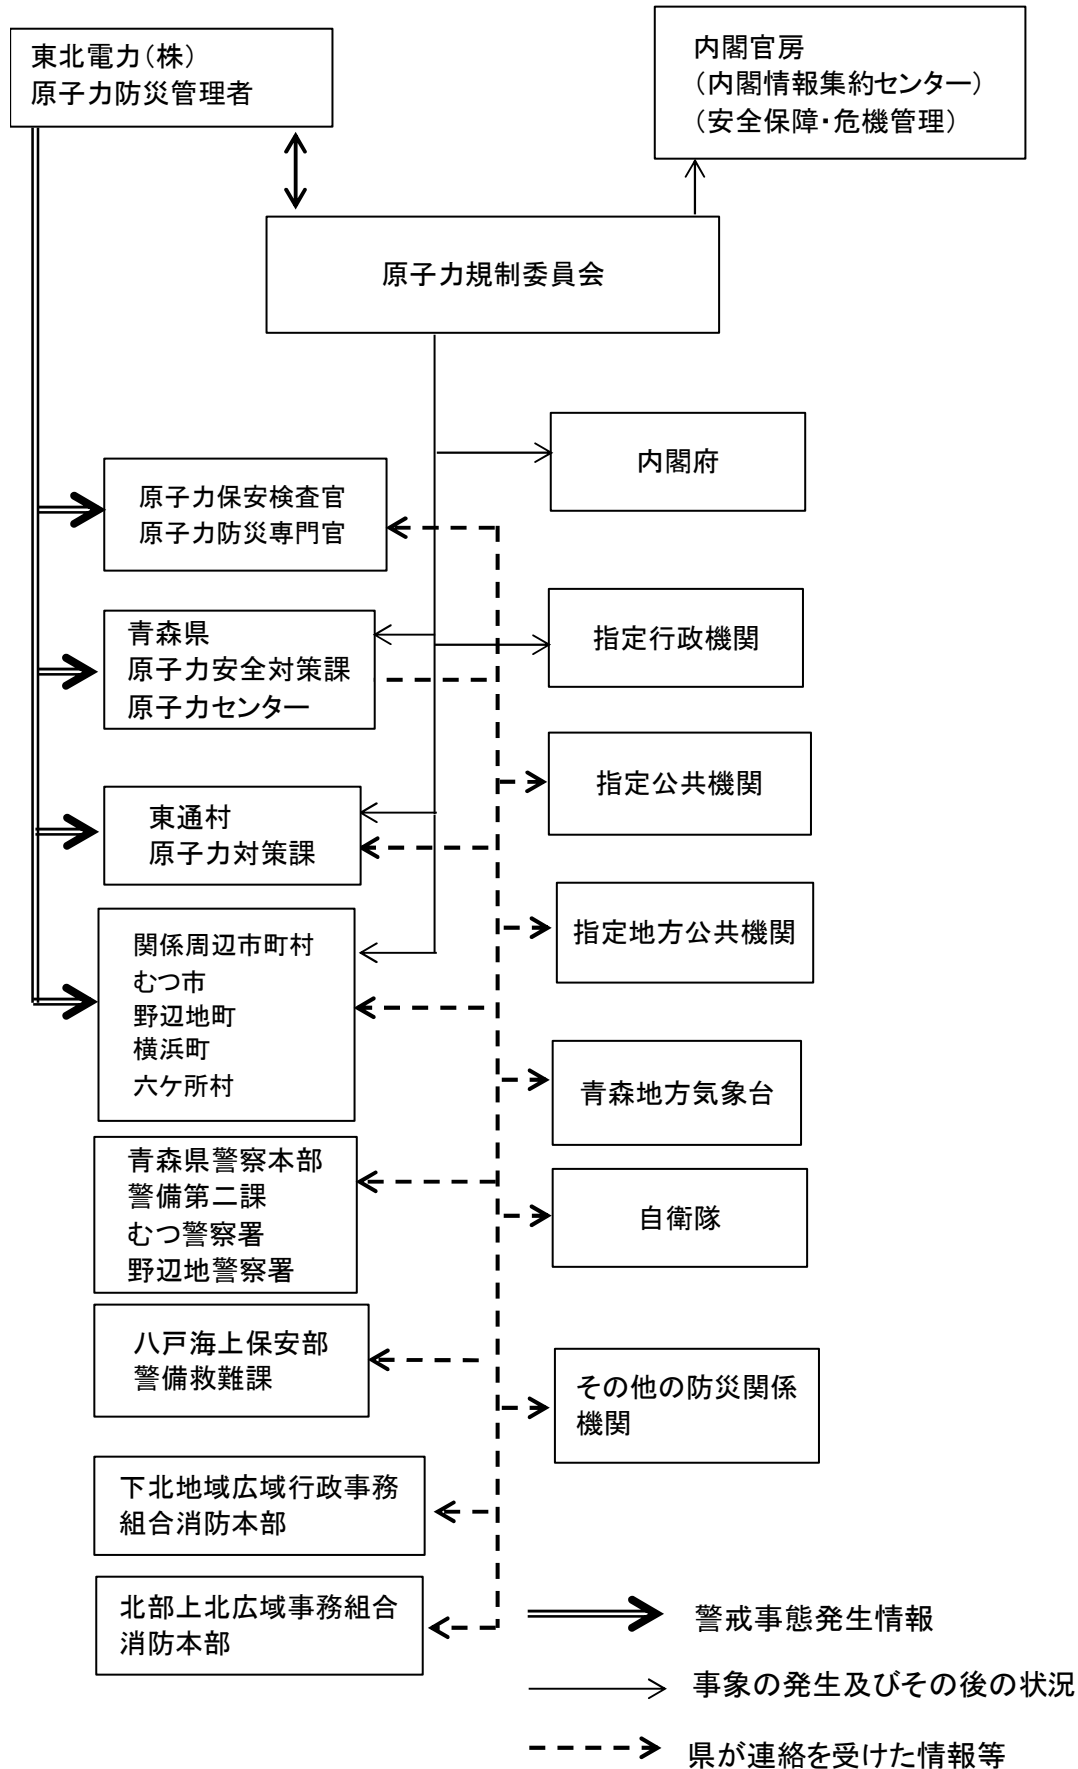 東北電力（株）
原子力防災管理者
内閣官房
（内閣情報集約センター）
（安全保障・危機管理）
原子力規制委員会
内閣府
原子力保安検査官
原子力防災専門官
青森県
原子力安全対策課
原子力センター
指定行政機関
指定公共機関
東通村
原子力対策課
関係周辺市町村
むつ市
野辺地町
横浜町
六ケ所村
指定地方公共機関
青森地方気象台
青森県警察本部
警備第二課
むつ警察署
野辺地警察署
自衛隊
八戸海上保安部
警備救難課
その他の防災関係
機関
下北地域広域行政事務
組合消防本部
北部上北広域事務組合
消防本部
警戒事態発生情報
事象の発生及びその後の状況
県が連絡を受けた情報等